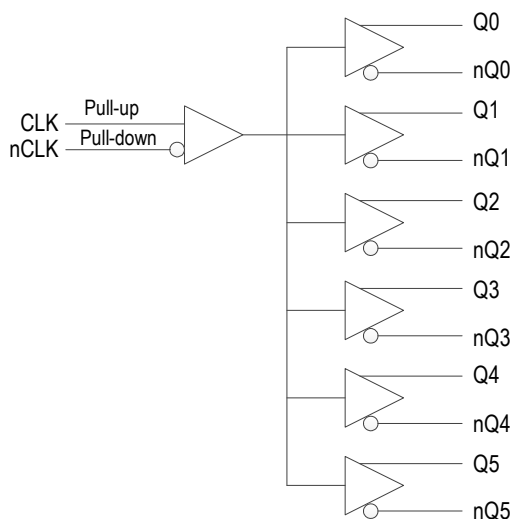 Q0
nQ0
Pull-up
CLK
Q1
Pull-down
nCLK
nQ1
Q2
nQ2
Q3
nQ3
Q4
nQ4
Q5
nQ5